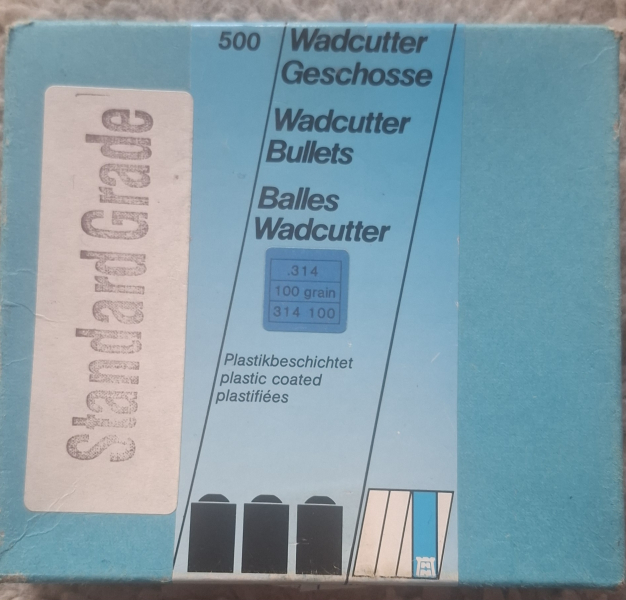 500
Wadcutter
Geschosse
Wadcutter
Bullets
Balles
Wadcutter
.314
100 grain
314 100
Plastikbeschichtet
plastic coated
plastifiées
Standard Grade